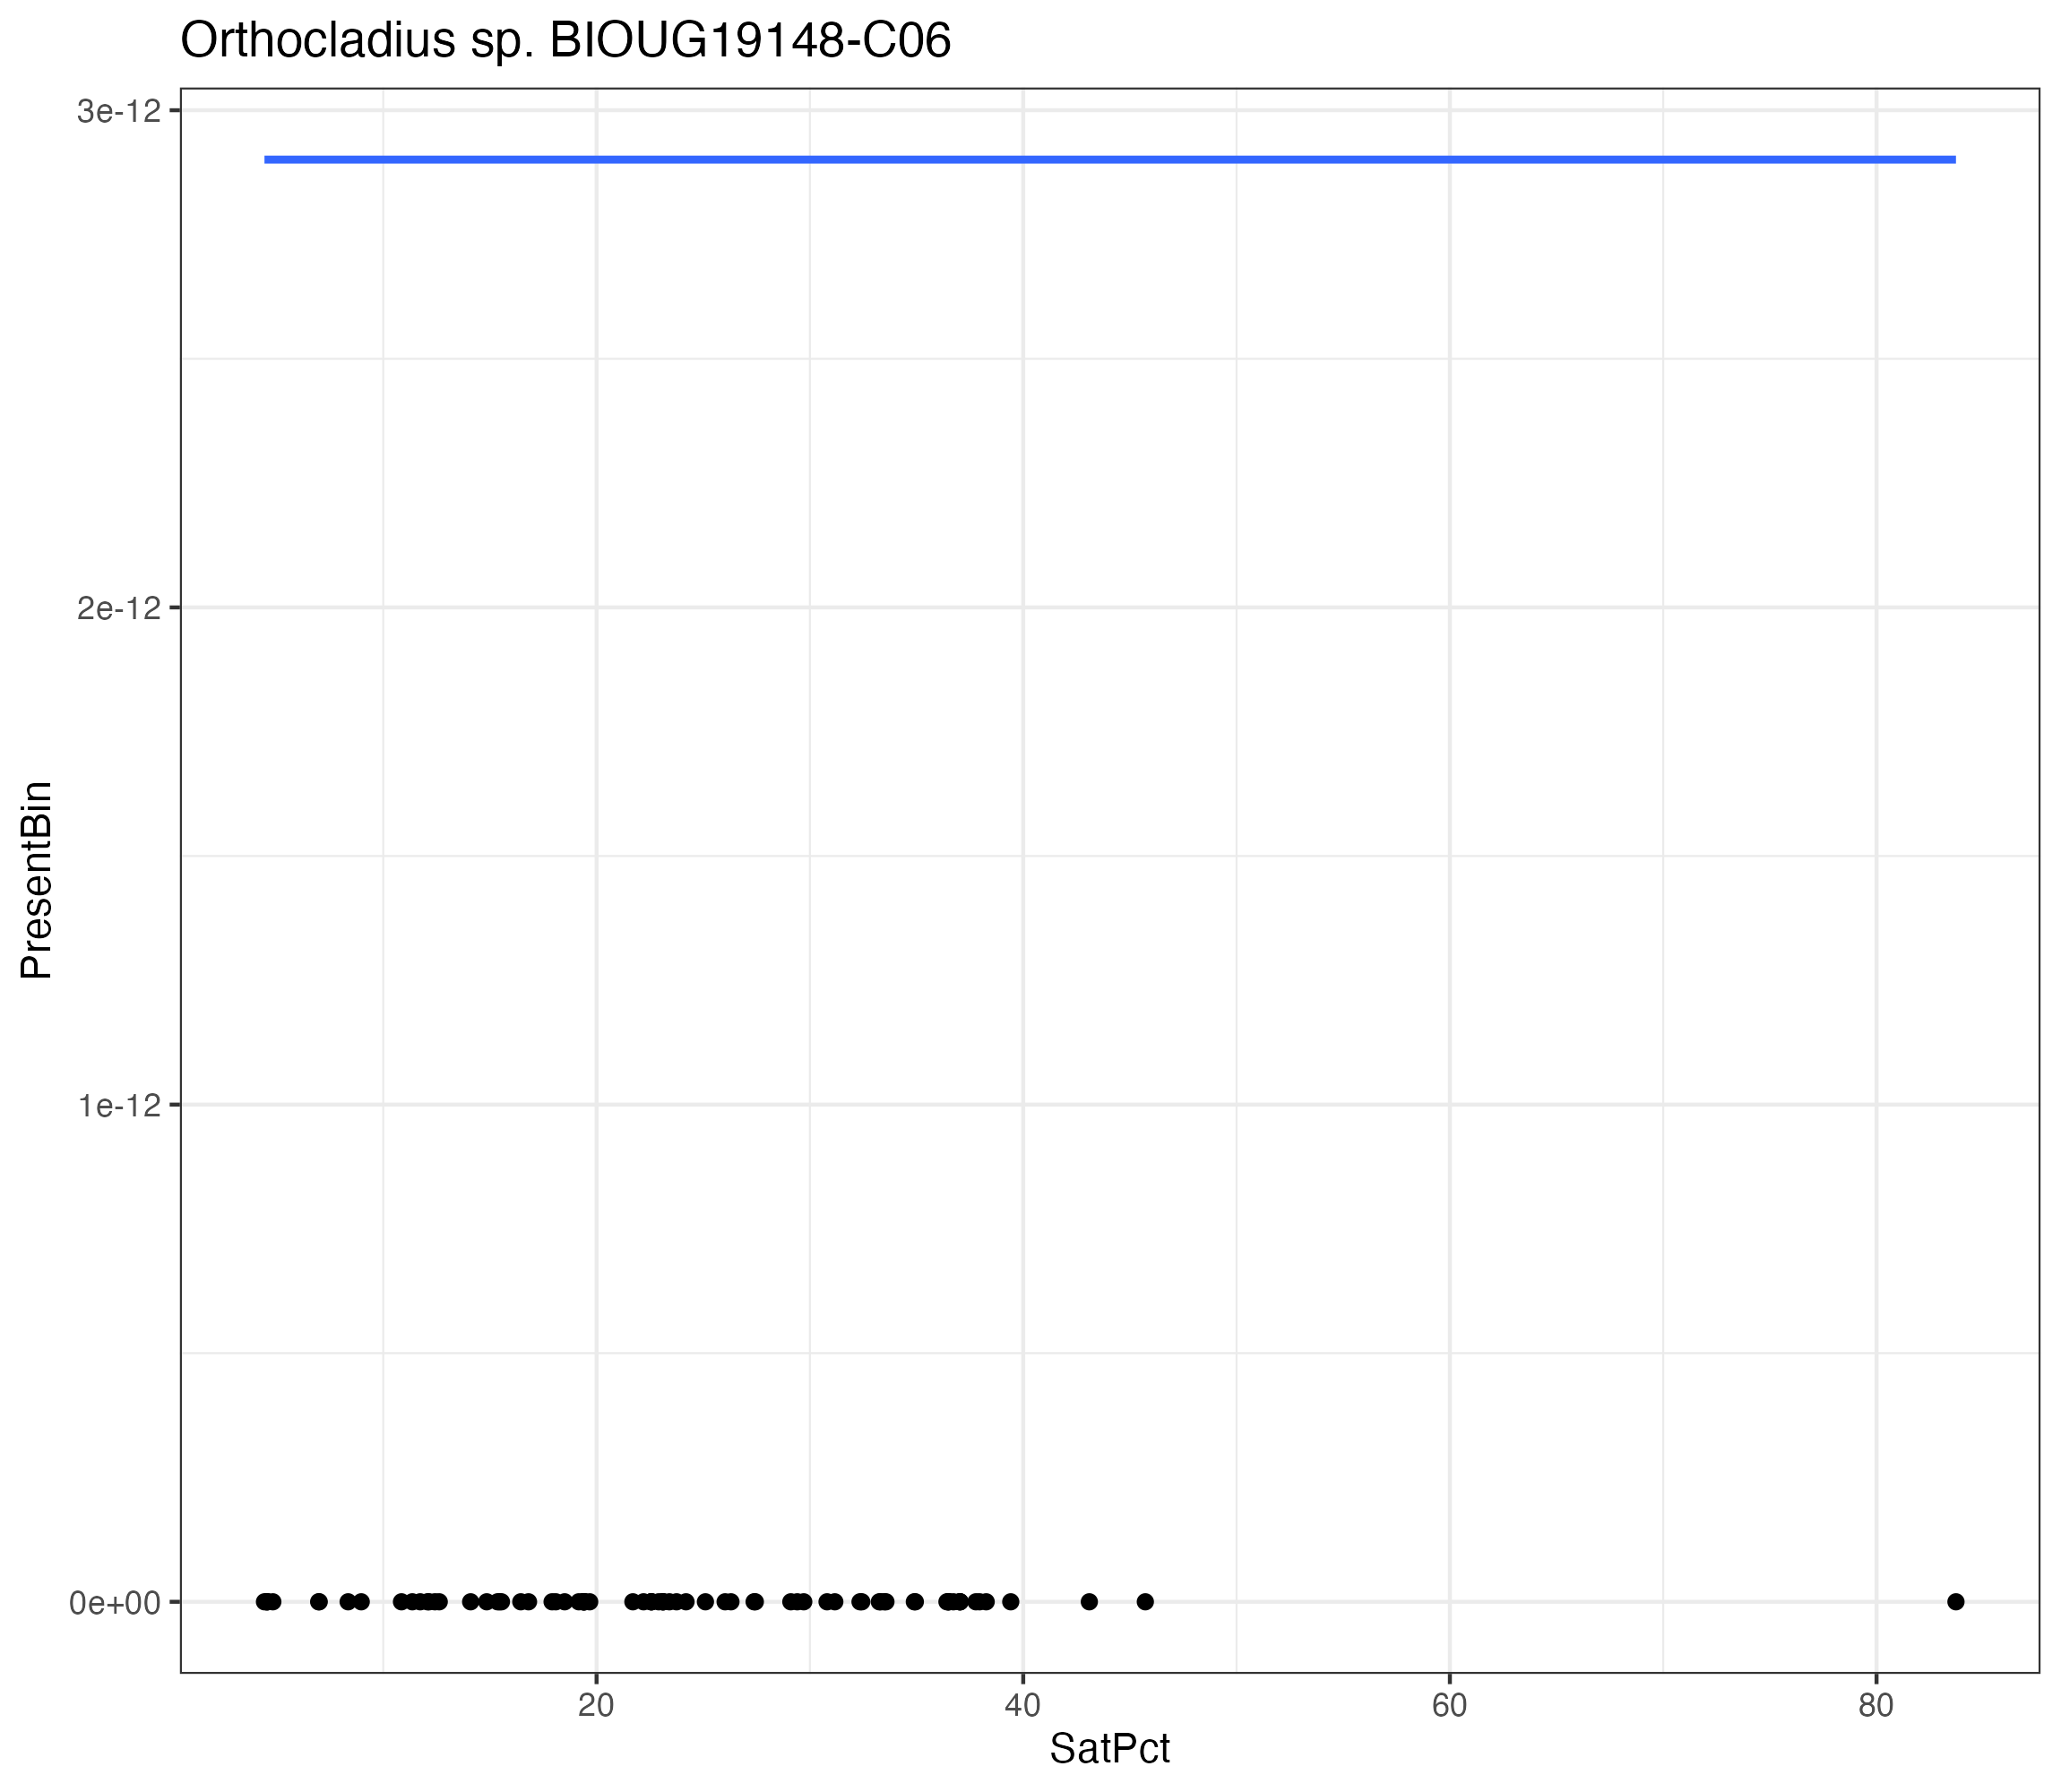 Orthocladius sp. BIOUG19148-C06
3e-12
2e-12
1e-12
0e+00
PresentBin
20 40 60 80
SatPct